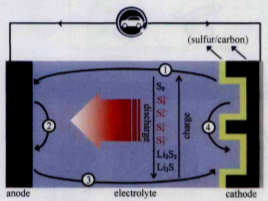 (sulfur/carbon)
1
S₈
discharge
charge
2
4
Li₂S₂
Li₂S
3
anode
electrolyte
cathode